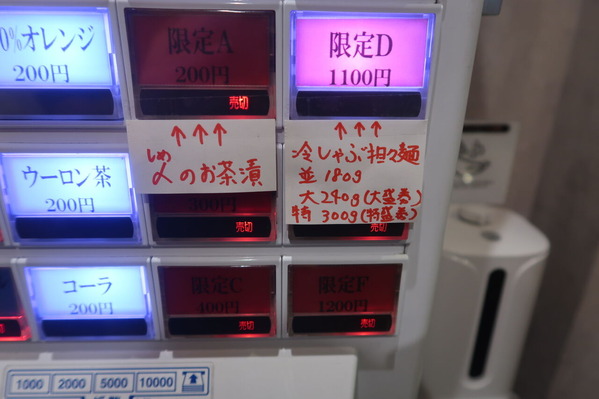 0%オレンジ
200円
限定A
200円
売切
限定D
1100円
↑↑↑
〆のお茶漬
しめ
↑↑↑
冷しゃぶ担々麺
並 180g
大 240g(大盛券)
特 300g(特盛券)
ウーロン茶
200円
300円
売切
売切
コーラ
200円
限定C
400円
売切
限定F
1200円
売切
1000 2000 5000 10000